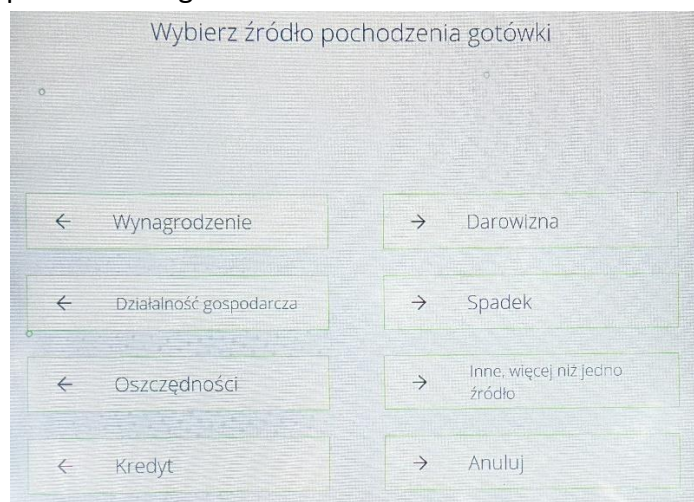 Wybierz źródło pochodzenia gotówki
← Wynagrodzenie
→ Darowizna
← Działalność gospodarcza
→ Spadek
← Oszczędności
→ Inne, więcej niż jedno
źródło
← Kredyt
→ Anuluj